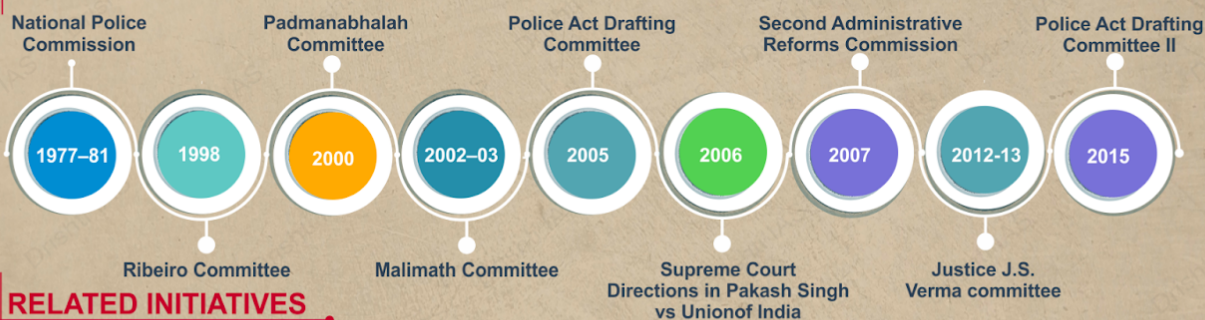 National Police
Commission
Padmanabhalah
Committee
Police Act Drafting
Committee
Second Administrative
Reforms Commission
Police Act Drafting
Committee II
1977–81
1998
2000
2002–03
2005
2006
2007
2012-13
2015
Ribeiro Committee
Malimath Committee
Supreme Court
Directions in Pakash Singh
vs Unionof India
Justice J.S.
Verma committee
RELATED INITIATIVES